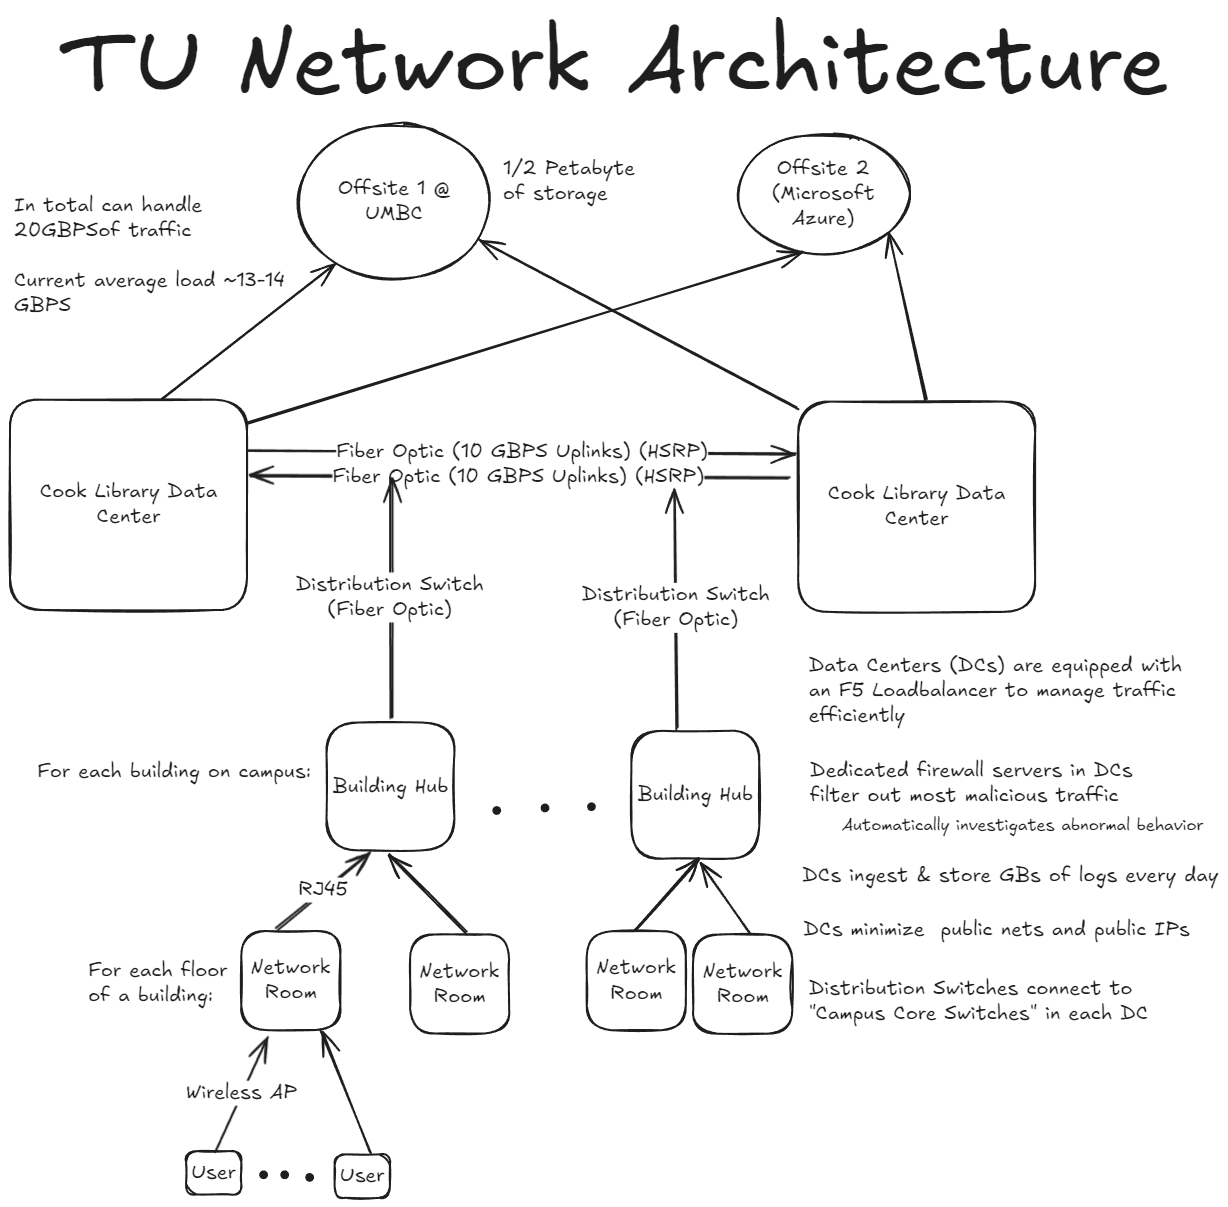 TU Network Architecture
Offsite 1 @
UMBC
1/2 Petabyte
of storage
Offsite 2
(Microsoft
Azure)
In total can handle
20GBPSof traffic
Current average load ~13-14
GBPS
Fiber Optic (10 GBPS Uplinks) (HSRP)
Fiber Optic (10 GBPS Uplinks) (HSRP)
Cook Library Data
Center
Cook Library Data
Center
Distribution Switch
(Fiber Optic)
Distribution Switch
(Fiber Optic)
Data Centers (DCs) are equipped with
an F5 Loadbalancer to manage traffic
efficiently
For each building on campus:
Building Hub
Building Hub
Dedicated firewall servers in DCs
filter out most malicious traffic
Automatically investigates abnormal behavior
DCs ingest & store GBs of logs every day
DCs minimize  public nets and public IPs
Distribution Switches connect to
"Campus Core Switches" in each DC
RJ45
For each floor
of a building:
Network
Room
Network
Room
Network
Room
Network
Room
Wireless AP
User
User